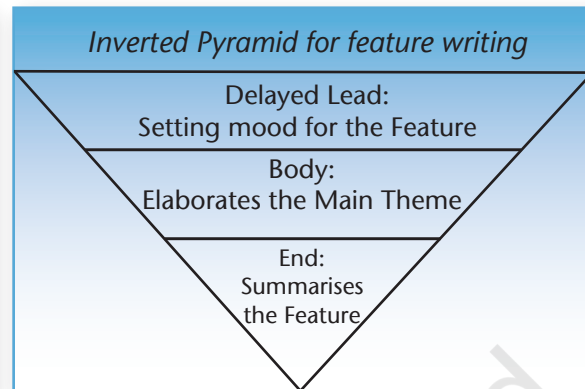 Inverted Pyramid for feature writing
Delayed Lead:
Setting mood for the Feature
Body:
Elaborates the Main Theme
End:
Summarises
the Feature